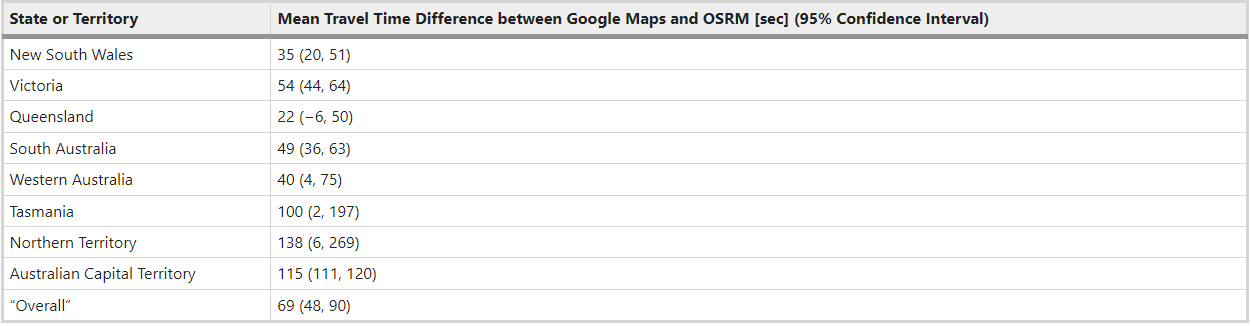 State or Territory Mean Travel Time Difference between Google Maps and OSRM [sec] (95% Confidence Interval)
New South Wales 35 (20, 51)
Victoria 54 (44, 64)
Queensland 22 (−6, 50)
South Australia 49 (36, 63)
Western Australia 40 (4, 75)
Tasmania 100 (2, 197)
Northern Territory 138 (6, 269)
Australian Capital Territory 115 (111, 120)
“Overall” 69 (48, 90)